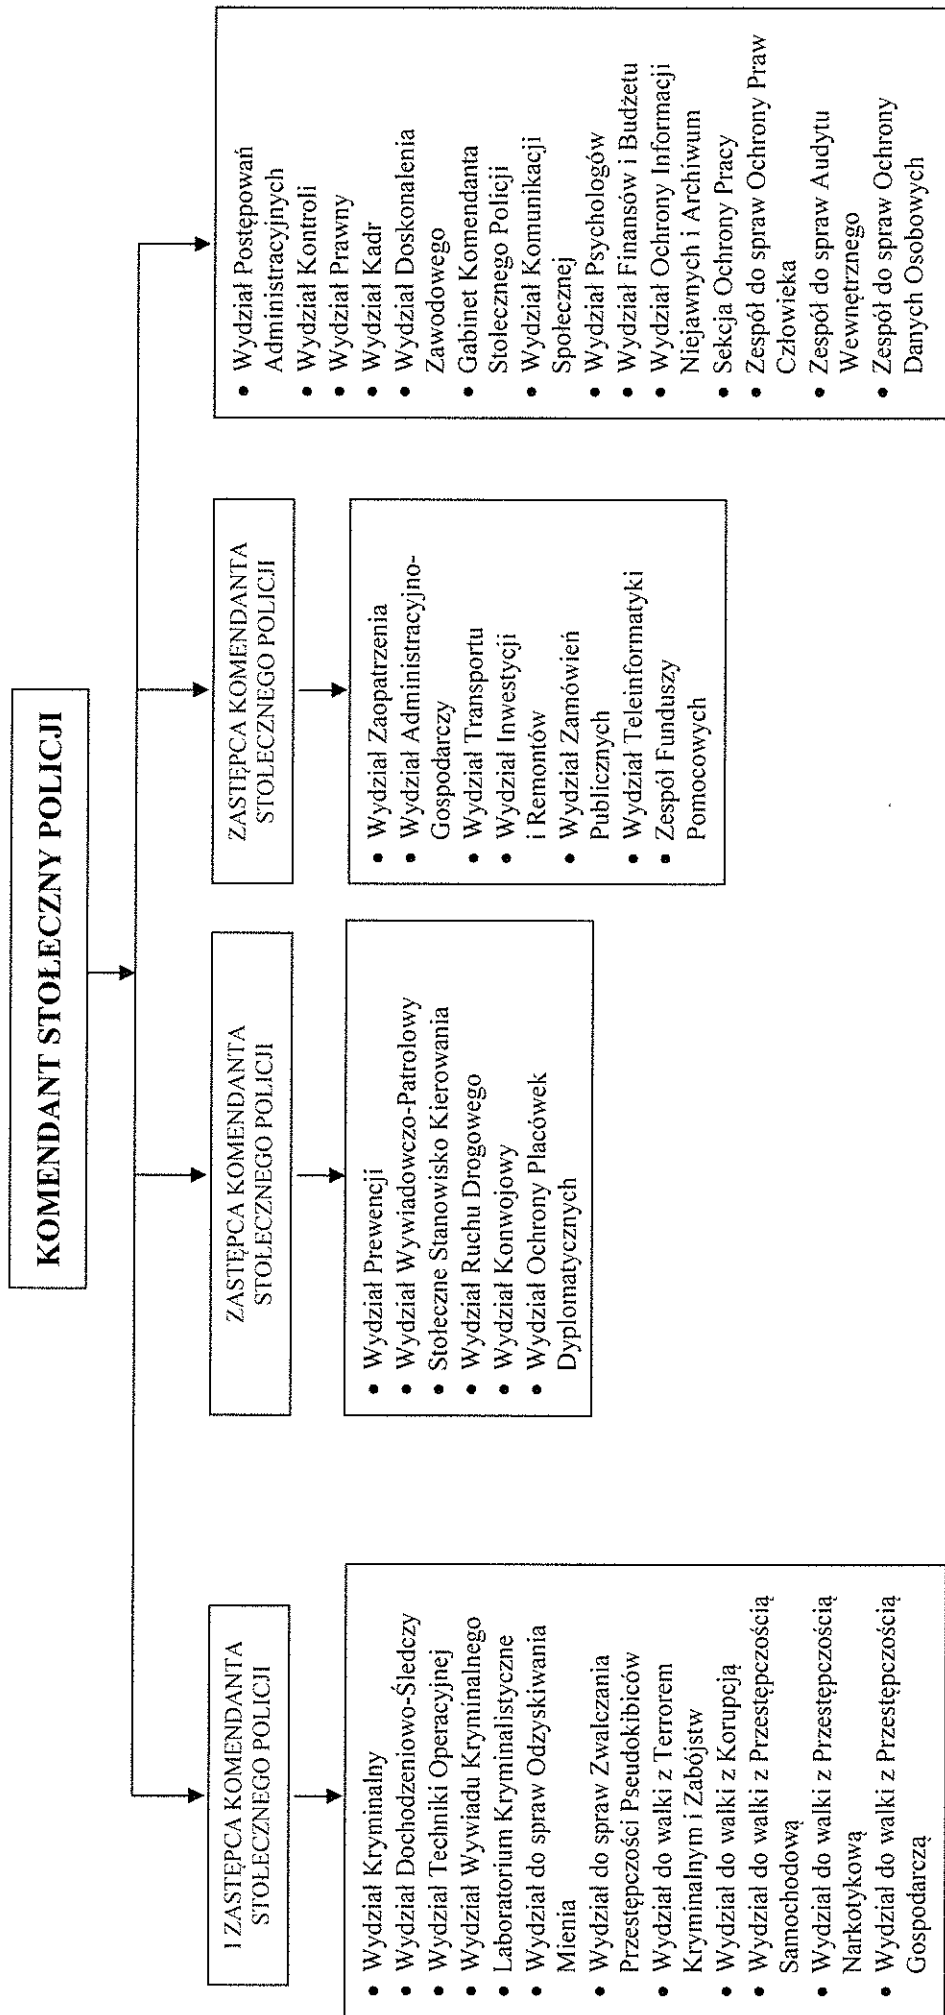 KOMENDANT STOŁECZNY POLICJI
I ZASTĘPCA KOMENDANTA
STOŁECZNEGO POLICJI
• Wydział Kryminalny
• Wydział Dochodzeniowo-Śledczy
• Wydział Techniki Operacyjnej
• Wydział Wywiadu Kryminalnego
• Laboratorium Kryminalistyczne
• Wydział do spraw Odzyskiwania
Mienia
• Wydział do spraw Zwalczania
Przestępczości Pseudokibiców
• Wydział do walki z Terrorem
Kryminalnym i Zabójstw
• Wydział do walki z Korupcją
• Wydział do walki z Przestępczością
Samochodową
• Wydział do walki z Przestępczością
Narkotykową
• Wydział do walki z Przestępczością
Gospodarczą
ZASTĘPCA KOMENDANTA
STOŁECZNEGO POLICJI
• Wydział Prewencji
• Wydział Wywiadowczo-Patrolowy
• Stołeczne Stanowisko Kierowania
• Wydział Ruchu Drogowego
• Wydział Konwojowy
• Wydział Ochrony Placówek
Dyplomatycznych
ZASTĘPCA KOMENDANTA
STOŁECZNEGO POLICJI
• Wydział Zaopatrzenia
• Wydział Administracyjno-
Gospodarczy
• Wydział Transportu
• Wydział Inwestycji
i Remontów
• Wydział Zamówień
Publicznych
• Wydział Teleinformatyki
• Zespół Funduszy
Pomocowych
• Wydział Postępowań
Administracyjnych
• Wydział Kontroli
• Wydział Prawny
• Wydział Kadr
• Wydział Doskonalenia
Zawodowego
• Gabinet Komendanta
Stołecznego Policji
• Wydział Komunikacji
Społecznej
• Wydział Psychologów
• Wydział Finansów i Budżetu
• Wydział Ochrony Informacji
Niejawnych i Archiwum
• Sekcja Ochrony Pracy
• Zespół do spraw Ochrony Praw
Człowieka
• Zespół do spraw Audytu
Wewnętrznego
• Zespół do spraw Ochrony
Danych Osobowych